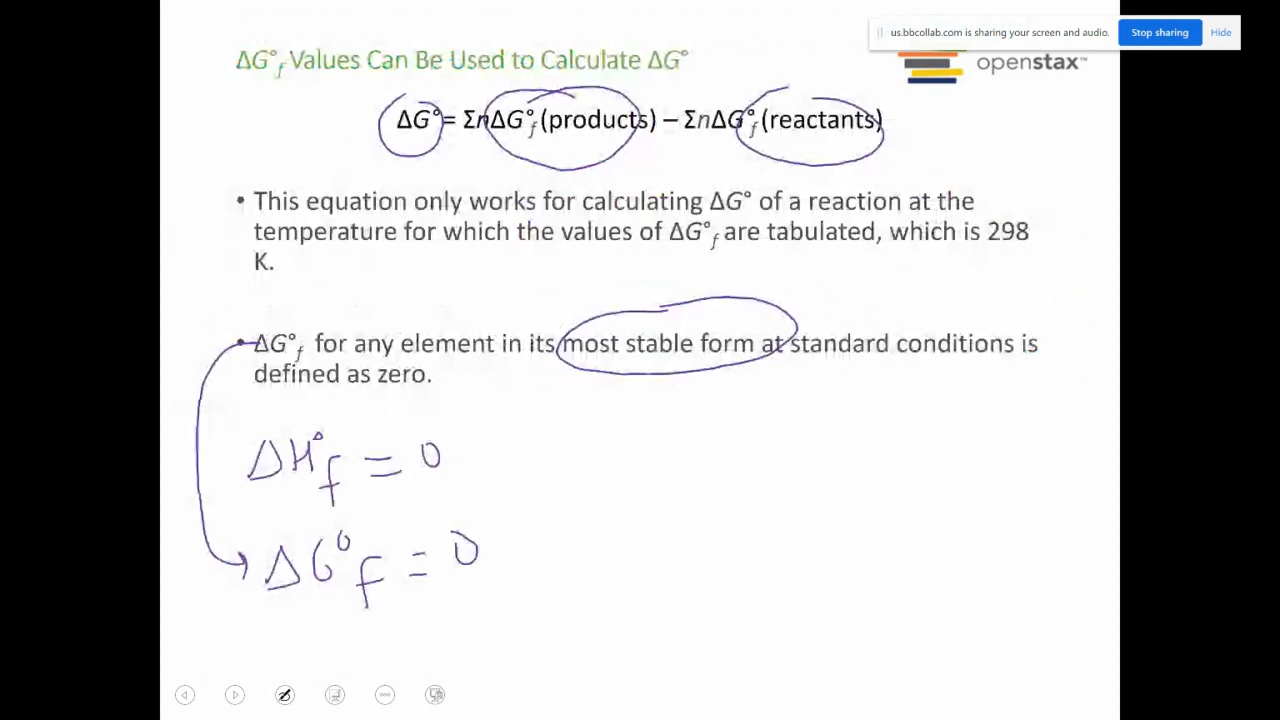 us.bbcollab.com is sharing your screen and audio. Stop sharing Hide
ΔG°f Values Can Be Used to Calculate ΔG°
openstax™
ΔG°= ΣnΔG°f(products) – ΣnΔG°f(reactants)
• This equation only works for calculating ΔG° of a reaction at the
temperature for which the values of ΔG°f are tabulated, which is 298
K.
• ΔG°f for any element in its most stable form at standard conditions is
defined as zero.
ΔH°f = 0
ΔG°f = 0